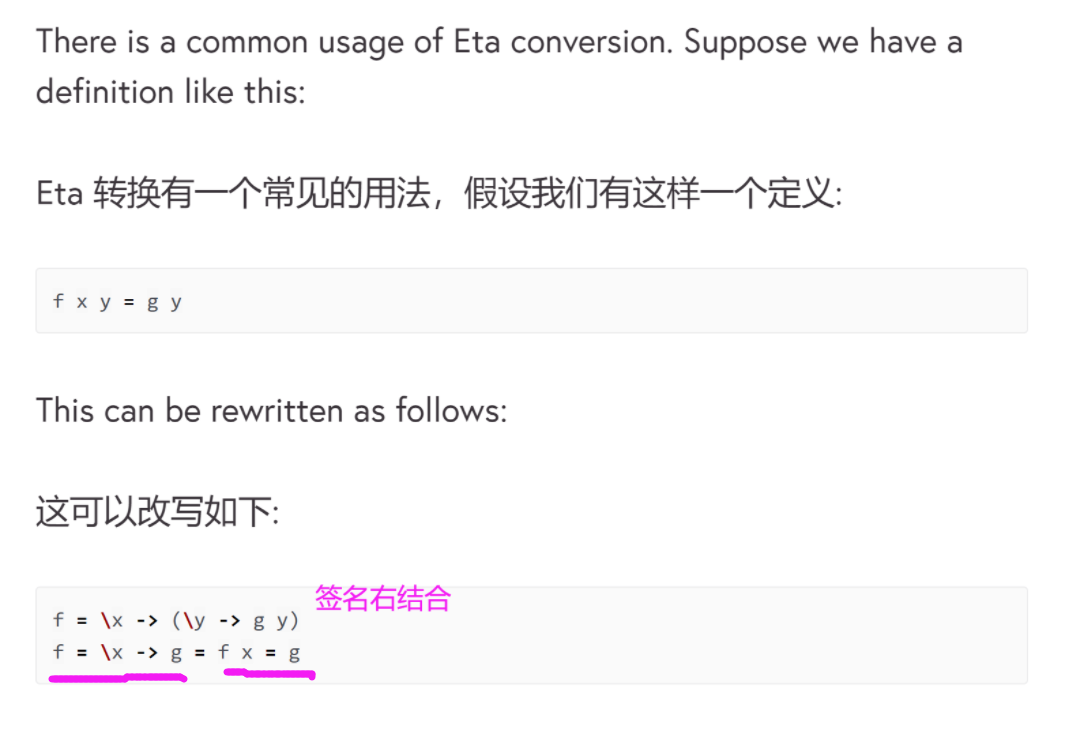 There is a common usage of Eta conversion. Suppose we have a
definition like this:
Eta 转换有一个常见的用法，假设我们有这样一个定义:
f x y = g y
This can be rewritten as follows:
这可以改写如下:
签名右结合
f = \x -> (\y -> g y)
f = \x -> g = f x = g